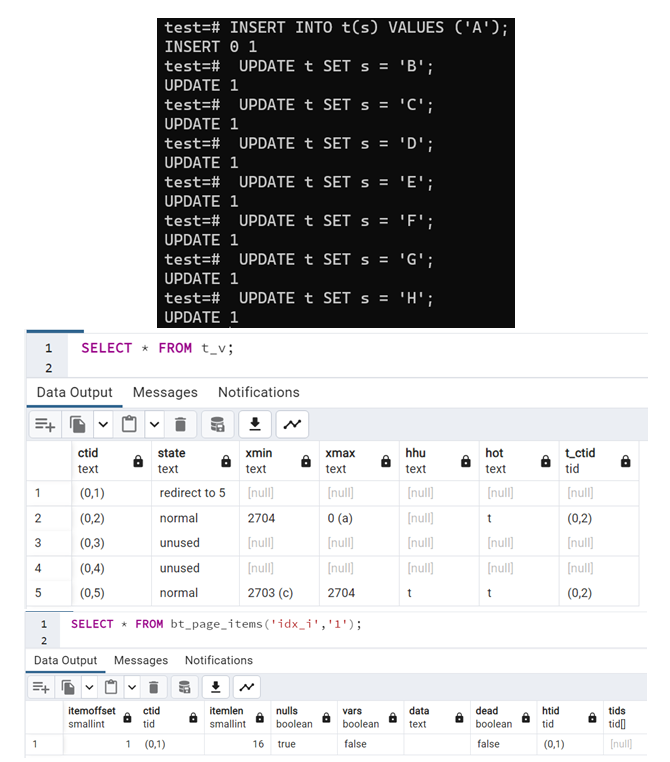 test=# INSERT INTO t(s) VALUES ('A');
INSERT 0 1
test=#  UPDATE t SET s = 'B';
UPDATE 1
test=#  UPDATE t SET s = 'C';
UPDATE 1
test=#  UPDATE t SET s = 'D';
UPDATE 1
test=#  UPDATE t SET s = 'E';
UPDATE 1
test=#  UPDATE t SET s = 'F';
UPDATE 1
test=#  UPDATE t SET s = 'G';
UPDATE 1
test=#  UPDATE t SET s = 'H';
UPDATE 1
1 SELECT * FROM t_v;
2
Data Output Messages Notifications
ctid state xmin xmax hhu hot t_ctid
text text text text text text tid
1 (0,1) redirect to 5 [null] [null] [null] [null] [null]
2 (0,2) normal 2704 0 (a) [null] t (0,2)
3 (0,3) unused [null] [null] [null] [null] [null]
4 (0,4) unused [null] [null] [null] [null] [null]
5 (0,5) normal 2703 (c) 2704 t t (0,2)
1 SELECT * FROM bt_page_items('idx_i','1');
2
Data Output Messages Notifications
itemoffset ctid itemlen nulls vars data dead htid tids
smallint tid smallint boolean boolean text boolean tid tid[]
1 1 (0,1) 16 true false false (0,1) [null]